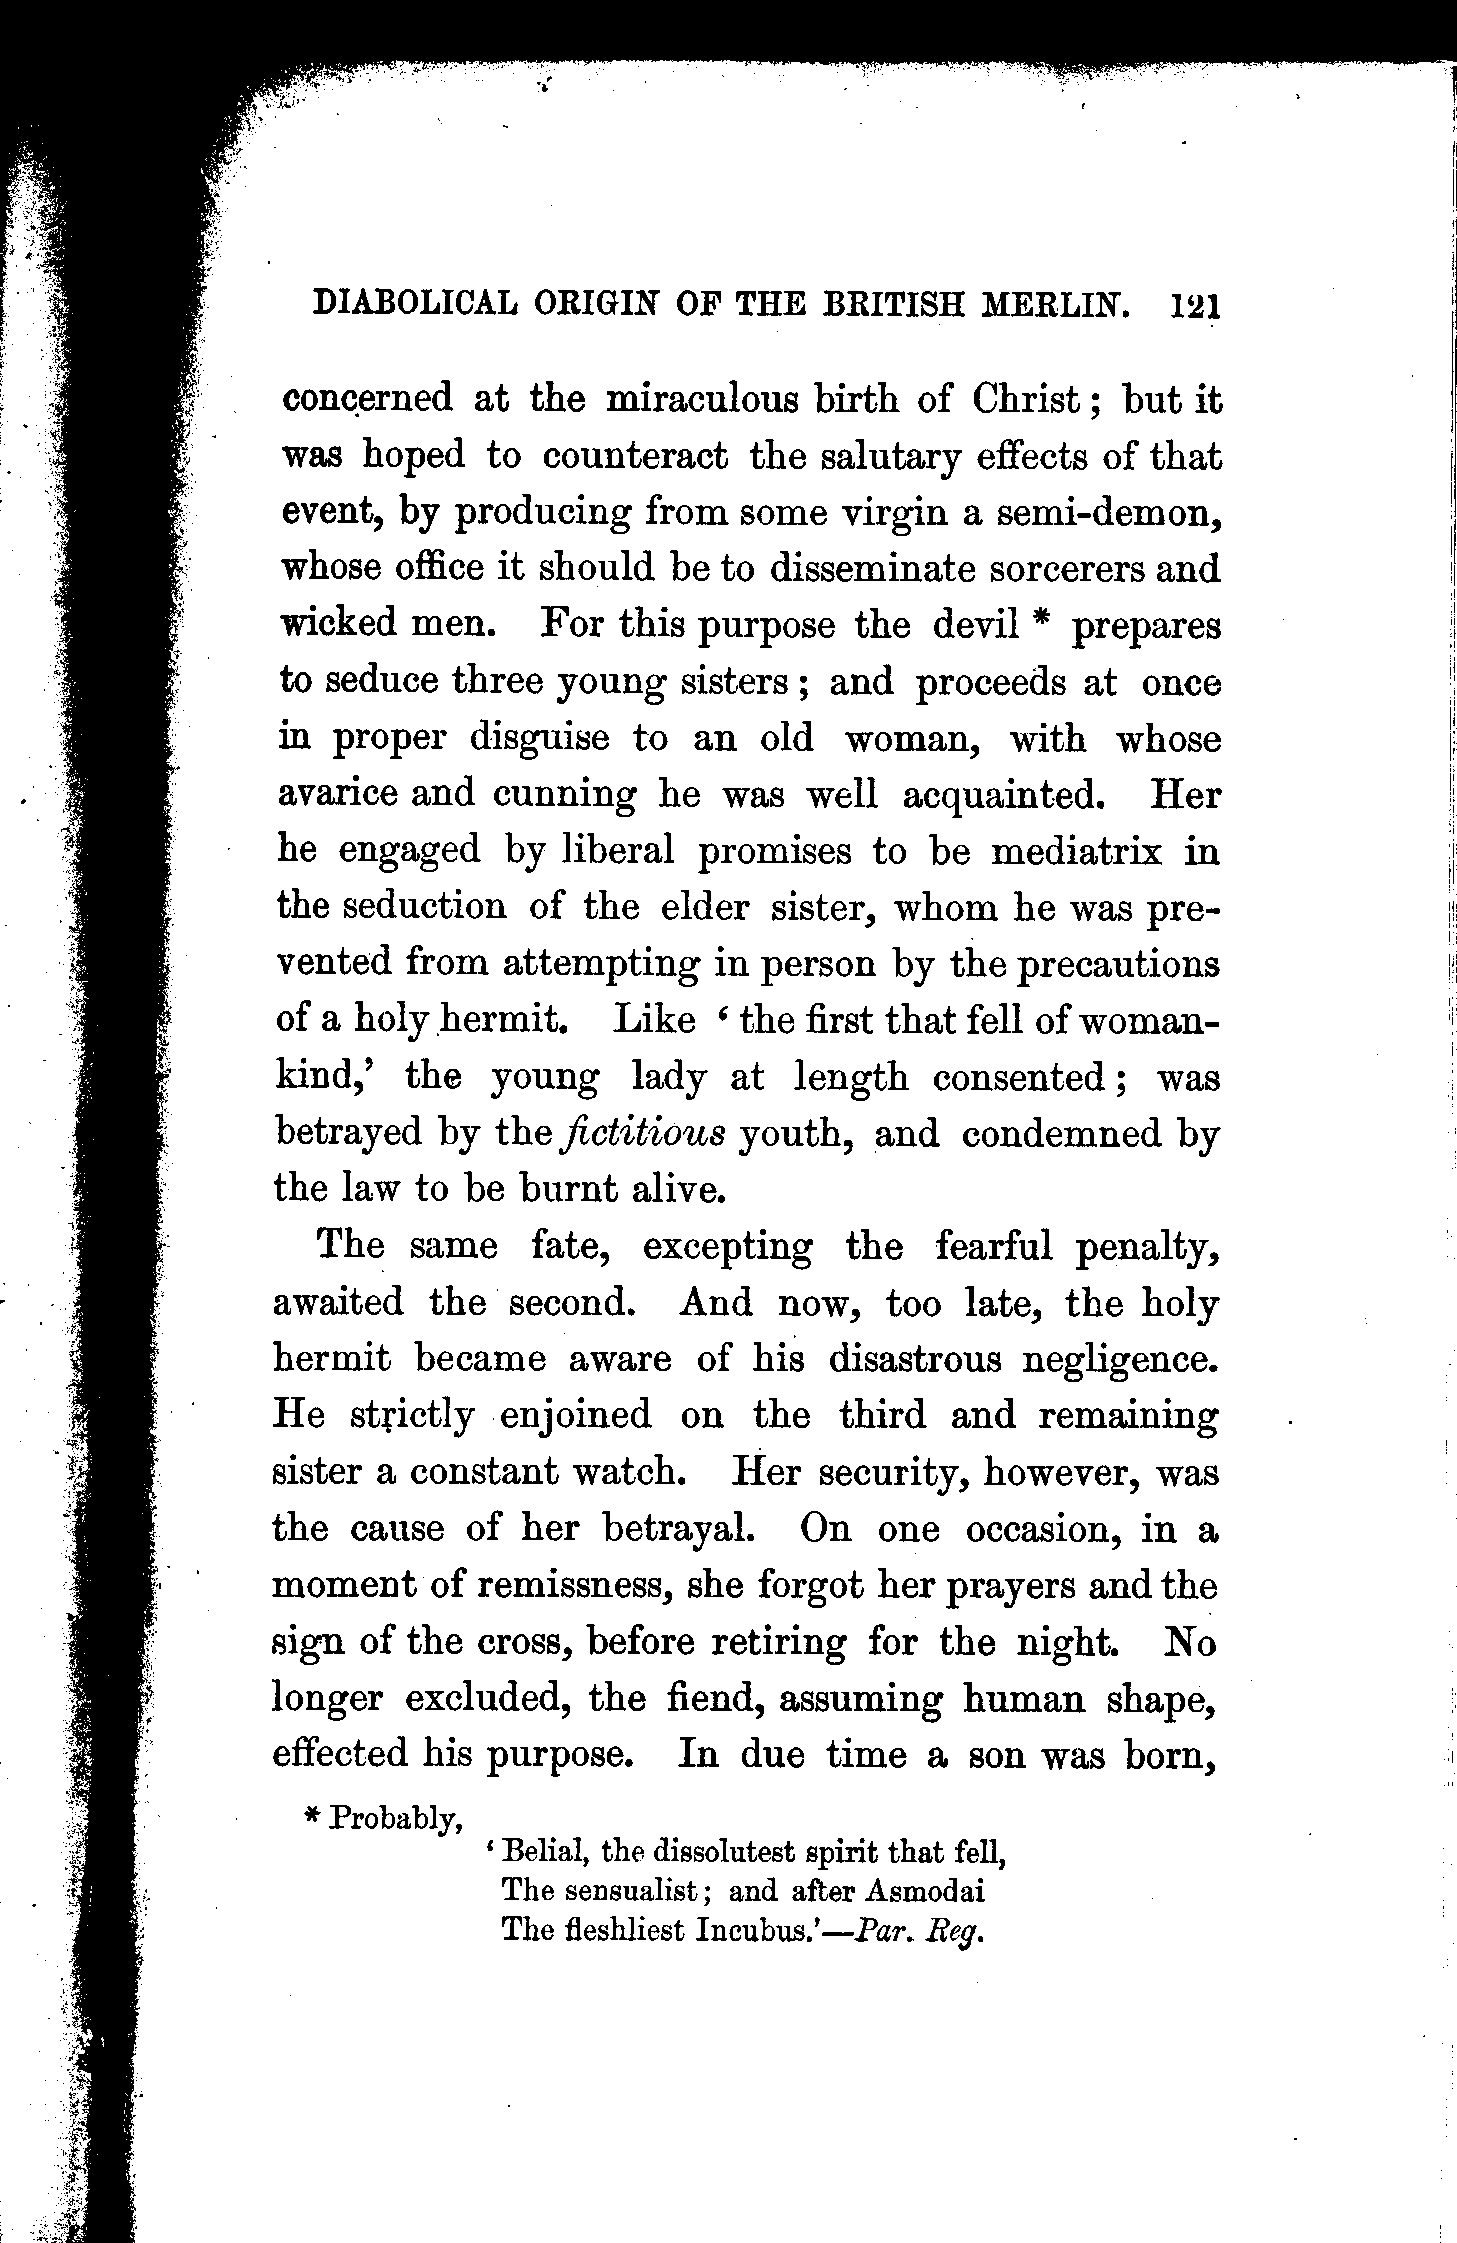 DIABOLICAL ORIGIN OF THE BRITISH MERLIN. 121
concerned at the miraculous birth of Christ; but it
was hoped to counteract the salutary effects of that
event, by producing from some virgin a semi-demon,
whose office it should be to disseminate sorcerers and
wicked men. For this purpose the devil * prepares
to seduce three young sisters; and proceeds at once
in proper disguise to an old woman, with whose
avarice and cunning he was well acquainted. Her
he engaged by liberal promises to be mediatrix in
the seduction of the elder sister, whom he was pre-
vented from attempting in person by the precautions
of a holy hermit. Like ‘ the first that fell of woman-
kind,’ the young lady at length consented; was
betrayed by the fictitious youth, and condemned by
the law to be burnt alive.
The same fate, excepting the fearful penalty,
awaited the second. And now, too late, the holy
hermit became aware of his disastrous negligence.
He strictly enjoined on the third and remaining
sister a constant watch. Her security, however, was
the cause of her betrayal. On one occasion, in a
moment of remissness, she forgot her prayers and the
sign of the cross, before retiring for the night. No
longer excluded, the fiend, assuming human shape,
effected his purpose. In due time a son was born,
* Probably,
‘ Belial, the dissolutest spirit that fell,
The sensualist; and after Asmodai
The fleshliest Incubus.’—Par. Reg.